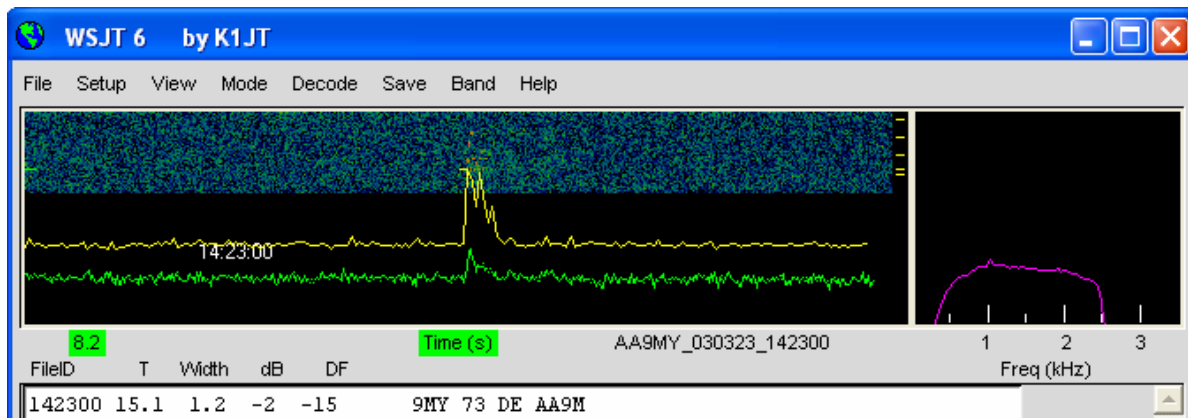 WSJT 6 by K1JT
File Setup View Mode Decode Save Band Help
14:23:00
8.2 Time (s) AA9MY_030323_142300 1 2 3
FileID T Width dB DF Freq (kHz)
142300 15.1 1.2 -2 -15 9MY 73 DE AA9M